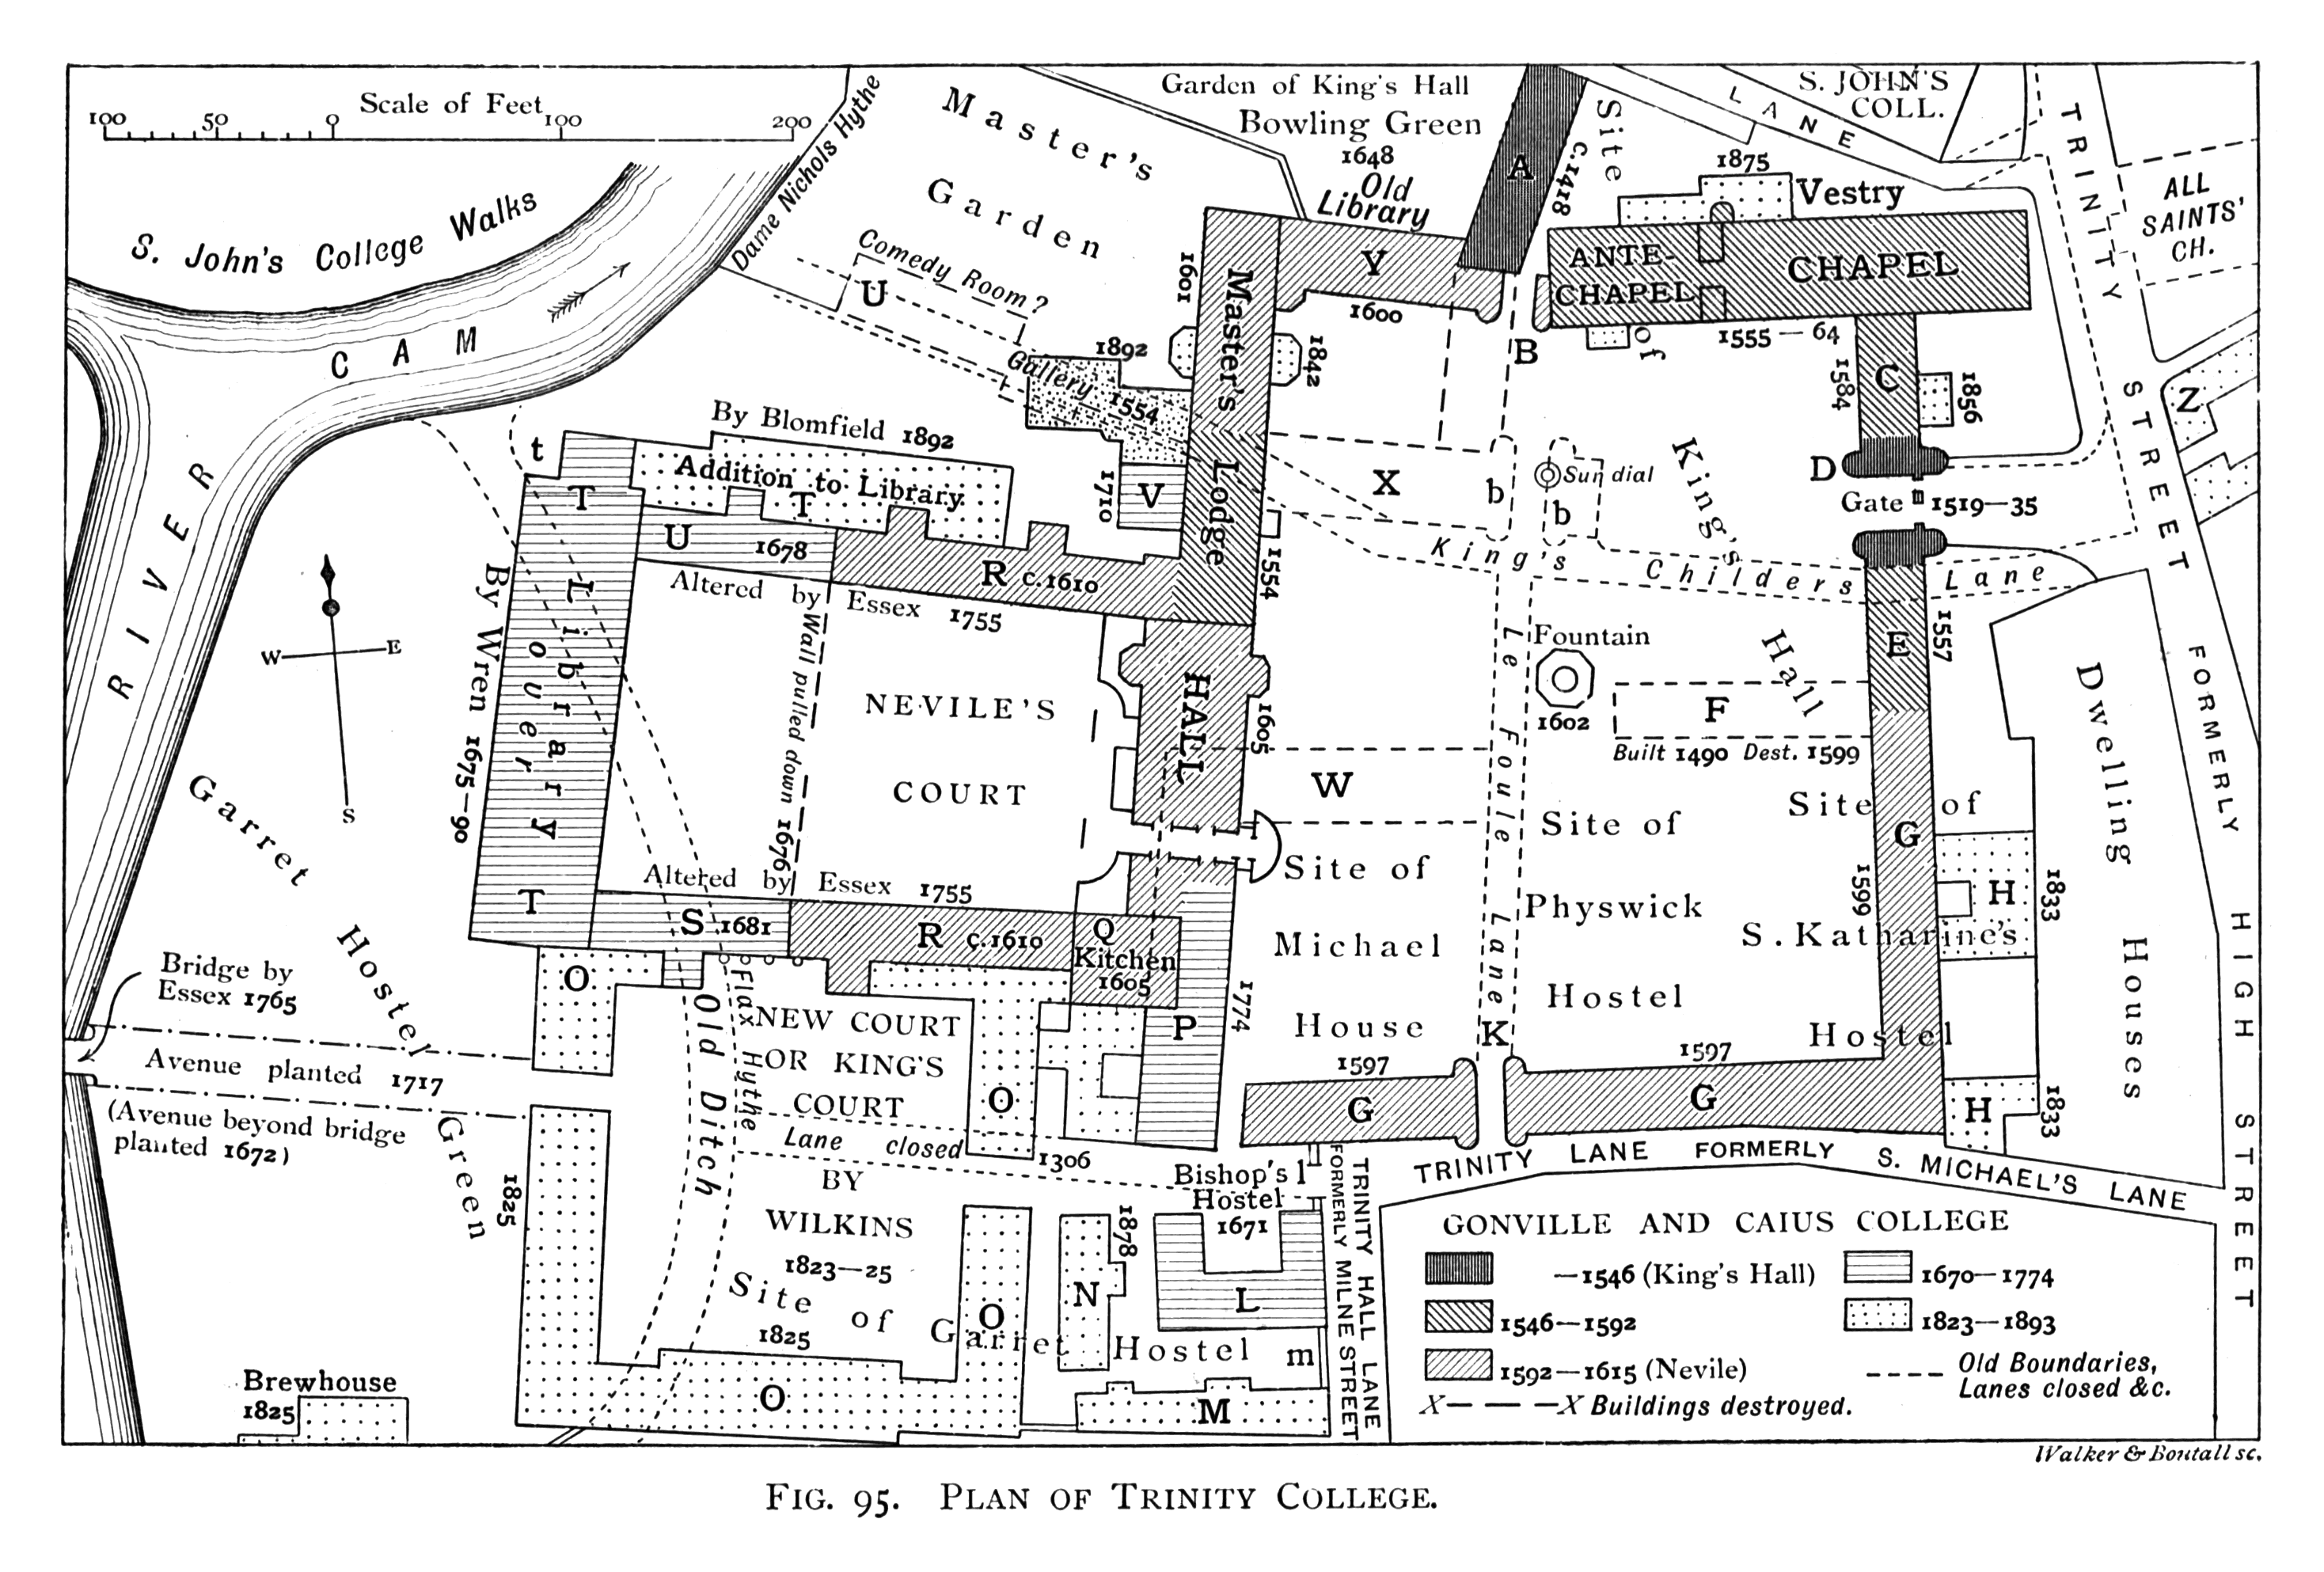 Scale of Feet
100 50 0 100 200
S. John's College Walks
RIVER CAM
Dame Nichols Hythe
Master's Garden
Garden of King's Hall
Bowling Green
1648
Old Library
Y
1600
A
c.1418
Site of King's Hall
LANE
S. JOHN'S COLL.
TRINITY STREET FORMERLY HIGH STREET
ALL SAINTS' CH.
1875
Vestry
ANTE-CHAPEL
CHAPEL
1555—64
B
C
1584
1856
Z
D
Gate 1519—35
Comedy Room?
U
Gallery 1554
1892
1601
Master's Lodge
1842
1554
V
1710
X
b
b
Sun dial
King's Childers Lane
By Blomfield 1892
Addition to Library
T
t
T
U 1678
R c.1610
Altered by Essex 1755
Wall pulled down 1676
By Wren 1675—90
Library over
T
NEVILE'S COURT
HALL
1605
W
Le Foule Lane
Fountain
1602
F
Built 1490 Dest. 1599
E
1557
Dwelling Houses
G
1599
H
1833
Site of Michael House
Site of Physwick Hostel
Site of S. Katharine's Hostel
W E
S
Garret Hostel Green
Altered by Essex 1755
S 1681
R c.1610
Q
Kitchen
1605
P
1774
O
Old Ditch
Flax Hythe
Lane closed 1306
NEW COURT
OR KING'S
COURT
O
BY
WILKINS
1823—25
Site of Garret Hostel
1825
O
O
1825
Bridge by
Essex 1765
Avenue planted 1717
(Avenue beyond bridge
planted 1672)
Brewhouse
1825
K
1597
G
1597
G
H
1833
Bishop's
Hostel
1671
l
L
N
1878
m
M
TRINITY HALL LANE
FORMERLY MILNE STREET
TRINITY LANE FORMERLY S. MICHAEL'S LANE
GONVILLE AND CAIUS COLLEGE
—1546 (King's Hall)
1546—1592
1592—1615 (Nevile)
1670—1774
1823—1893
Old Boundaries,
Lanes closed &c.
X— — —X Buildings destroyed.
Walker & Boutall sc.
FIG. 95. PLAN OF TRINITY COLLEGE.